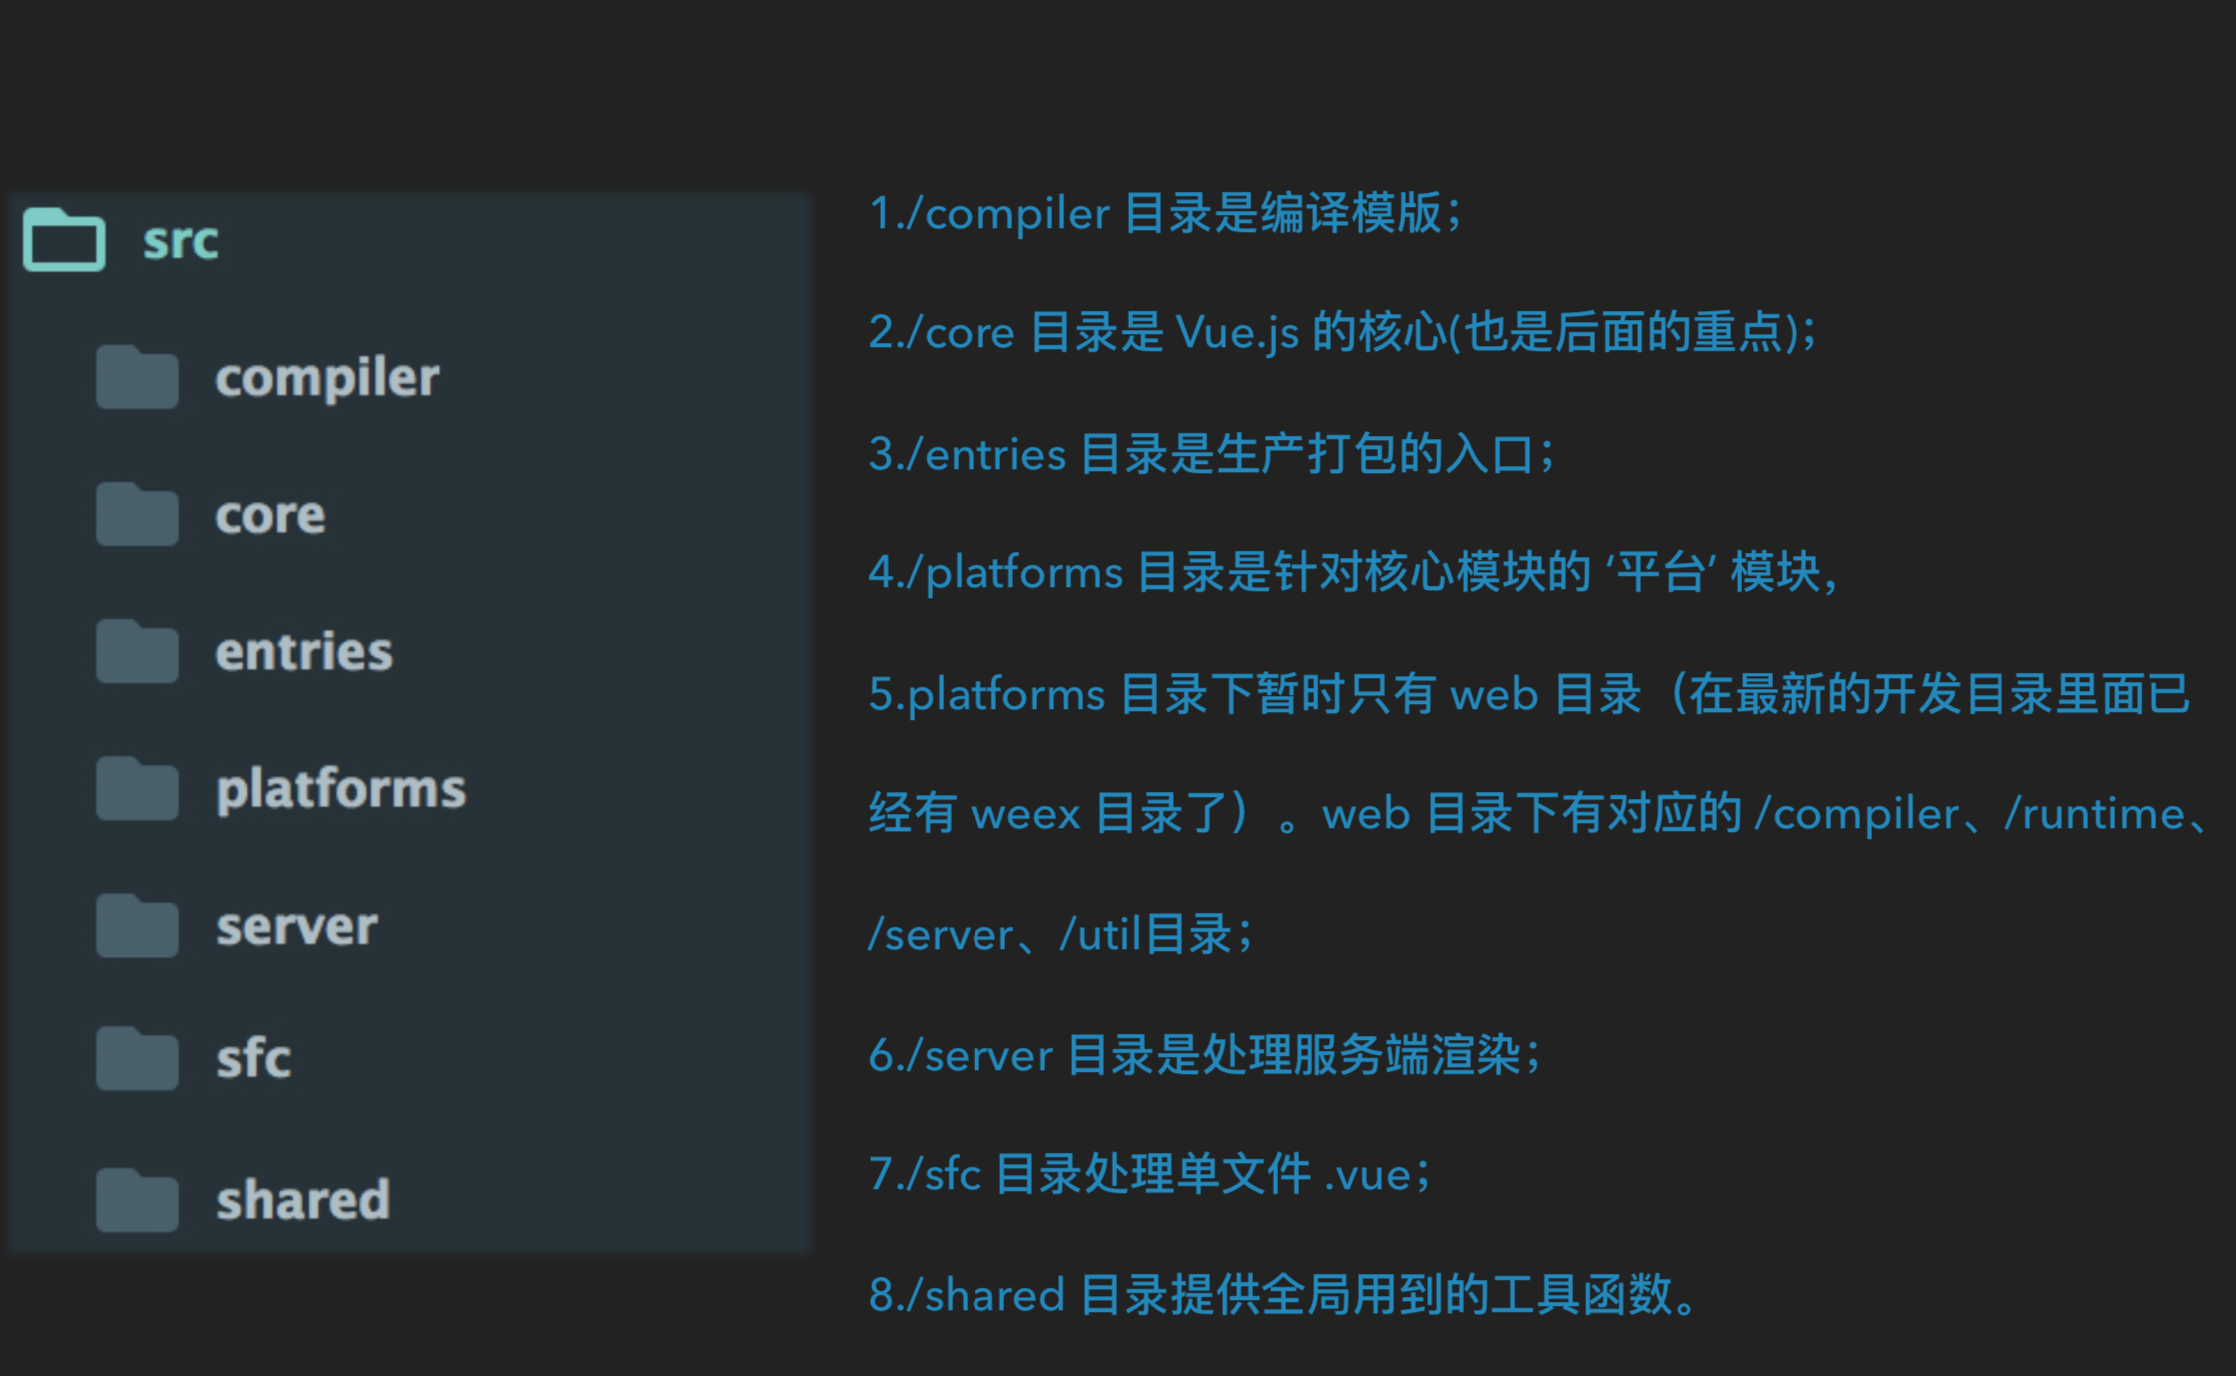 src
compiler
core
entries
platforms
server
sfc
shared
1./compiler 目录是编译模版；
2./core 目录是 Vue.js 的核心(也是后面的重点)；
3./entries 目录是生产打包的入口；
4./platforms 目录是针对核心模块的 ‘平台’ 模块，
5.platforms 目录下暂时只有 web 目录（在最新的开发目录里面已
经有 weex 目录了）。web 目录下有对应的 /compiler、/runtime、
/server、/util目录；
6./server 目录是处理服务端渲染；
7./sfc 目录处理单文件 .vue；
8./shared 目录提供全局用到的工具函数。